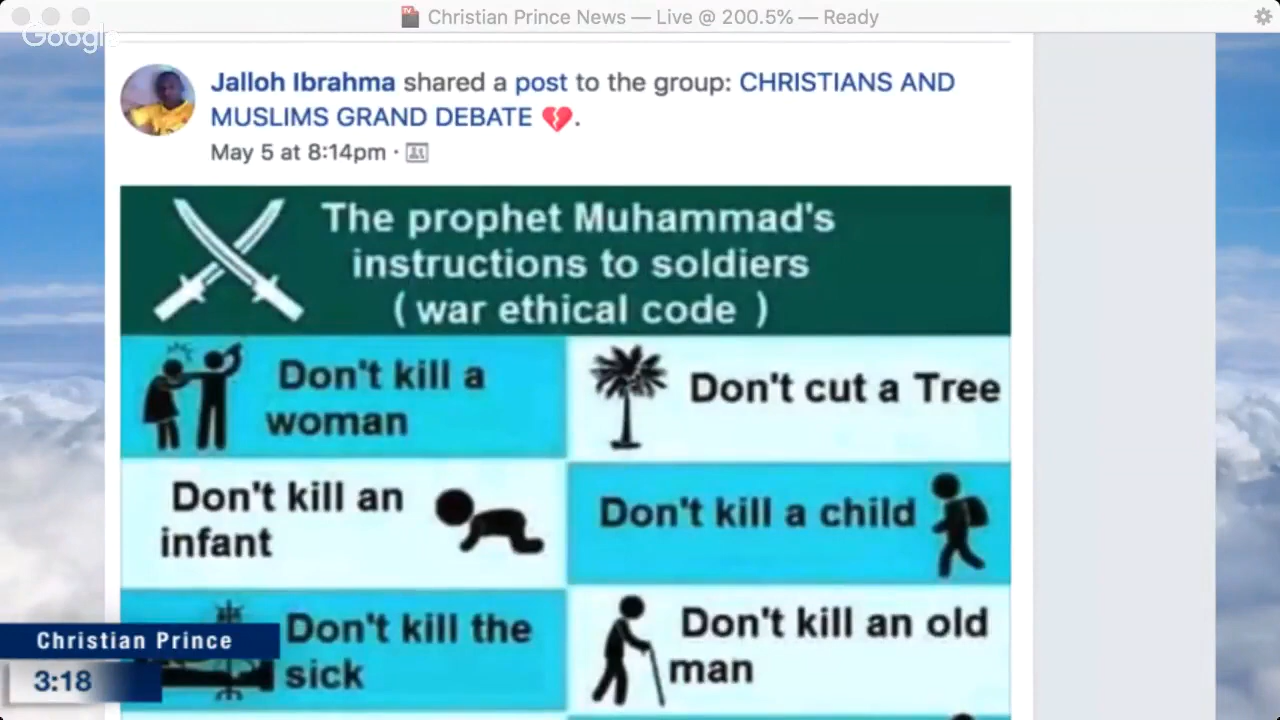 Christian Prince News — Live @ 200.5% — Ready
Google
Jalloh Ibrahma shared a post to the group: CHRISTIANS AND
MUSLIMS GRAND DEBATE 💔.
May 5 at 8:14pm ·
The prophet Muhammad's
instructions to soldiers
( war ethical code )
Don't kill a
woman
Don't cut a Tree
Don't kill an
infant
Don't kill a child
Don't kill the
sick
Don't kill an old
man
Christian Prince
3:18